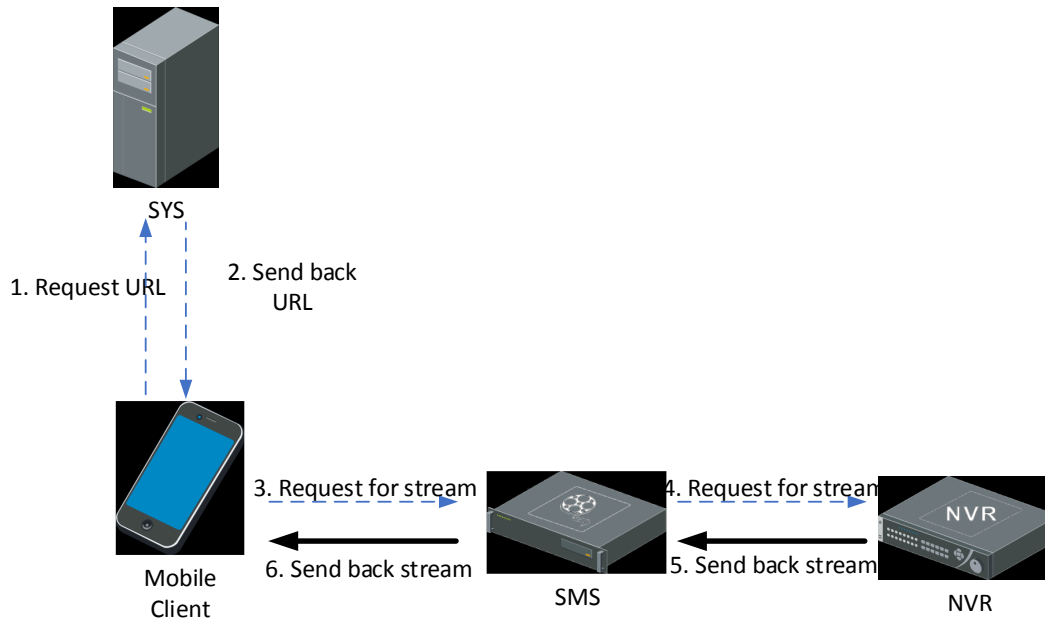 SYS
1. Request URL
2. Send back
URL
3. Request for stream
4. Request for stream
NVR
6. Send back stream
5. Send back stream
Mobile
Client
SMS
NVR